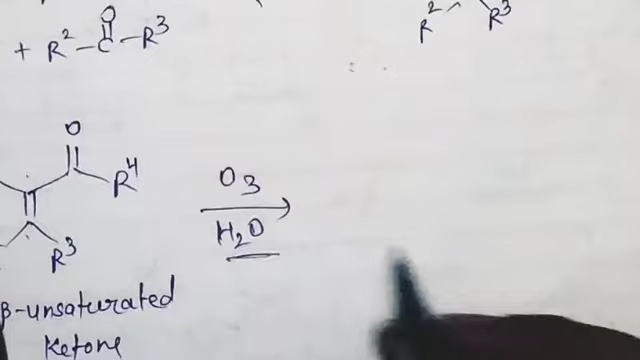 O
+ R² – C – R³
R² R³
O
R⁴
O₃
H₂O
R³
β-unsaturated
Ketone